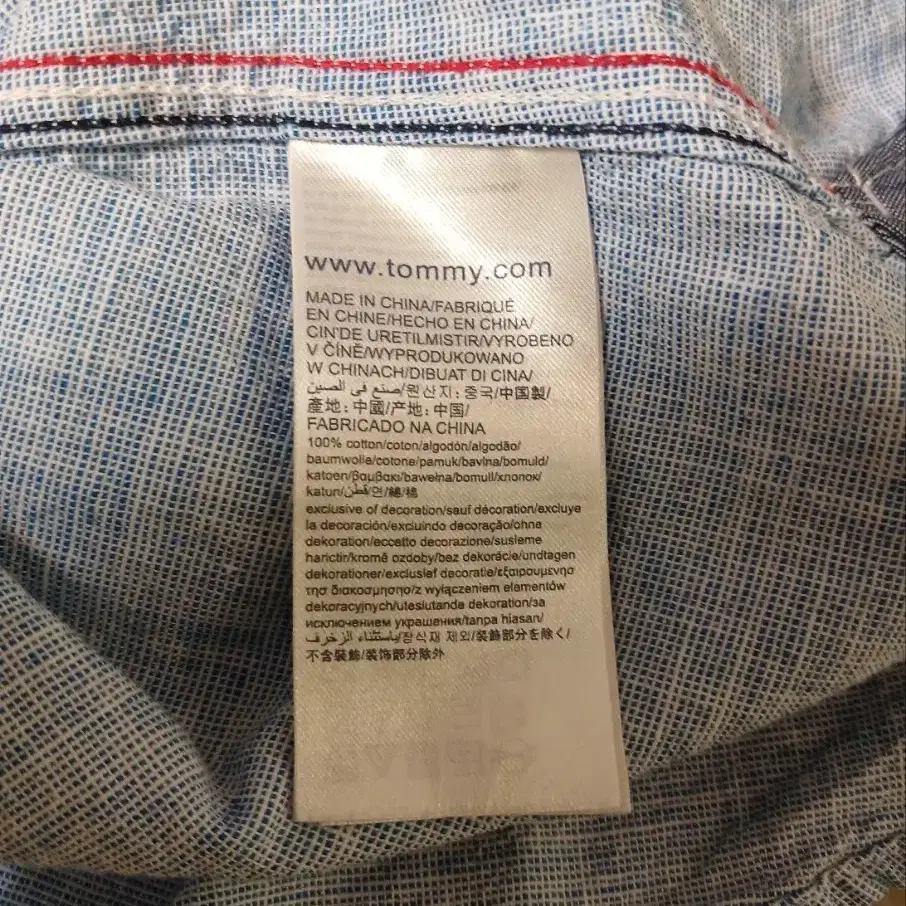 www.tommy.com
MADE IN CHINA/FABRIQUÉ
EN CHINE/HECHO EN CHINA/
CIN'DE URETILMISTIR/VYROBENO
V ČÍNĚ/WYPRODUKOWANO
W CHINACH/DIBUAT DI CINA/
صنع في الصين/원산지:중국/中国製/
產地:中國/产地:中国/
FABRICADO NA CHINA
100% cotton/coton/algodón/algodão/
baumwolle/cotone/pamuk/bavlna/bomuld/
katoen/βαμβακι/bawełna/bomull/хлопок/
katun/قطن/면/綿/棉
exclusive of decoration/sauf décoration/excluye
la decoración/excluindo decoração/ohne
dekoration/eccetto decorazione/susleme
harictir/kromě ozdoby/bez dekorácie/undtagen
dekorationer/exclusief decoratie/εξαιρουμενησ
τησ διακοσμησησ/z wyłączeniem elementów
dekoracyjnych/uteslutande dekoration/за
исключением украшения/tanpa hiasan/
باستثناء الزخرف/장식재 제외/装飾部分を除く/
不含裝飾/装饰部分除外